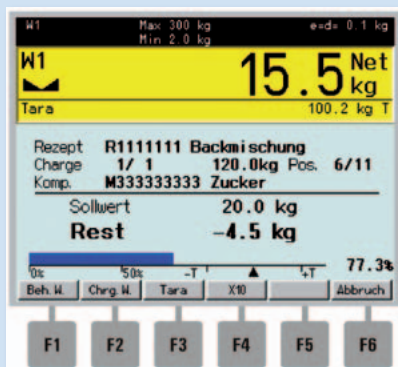 W1 Max 300 kg e=d= 0.1 kg
Min 2.0 kg
W1 15.5 Net
kg
Tara 100.2 kg T
Rezept R1111111 Backmischung
Charge 1/ 1 120.0kg Pos. 6/11
Komp. M333333333 Zucker
Sollwert 20.0 kg
Rest -4.5 kg
77.3%
0% 50% -T +T
Beh. W. Chrg. W. Tara X10 Abbruch
F1 F2 F3 F4 F5 F6